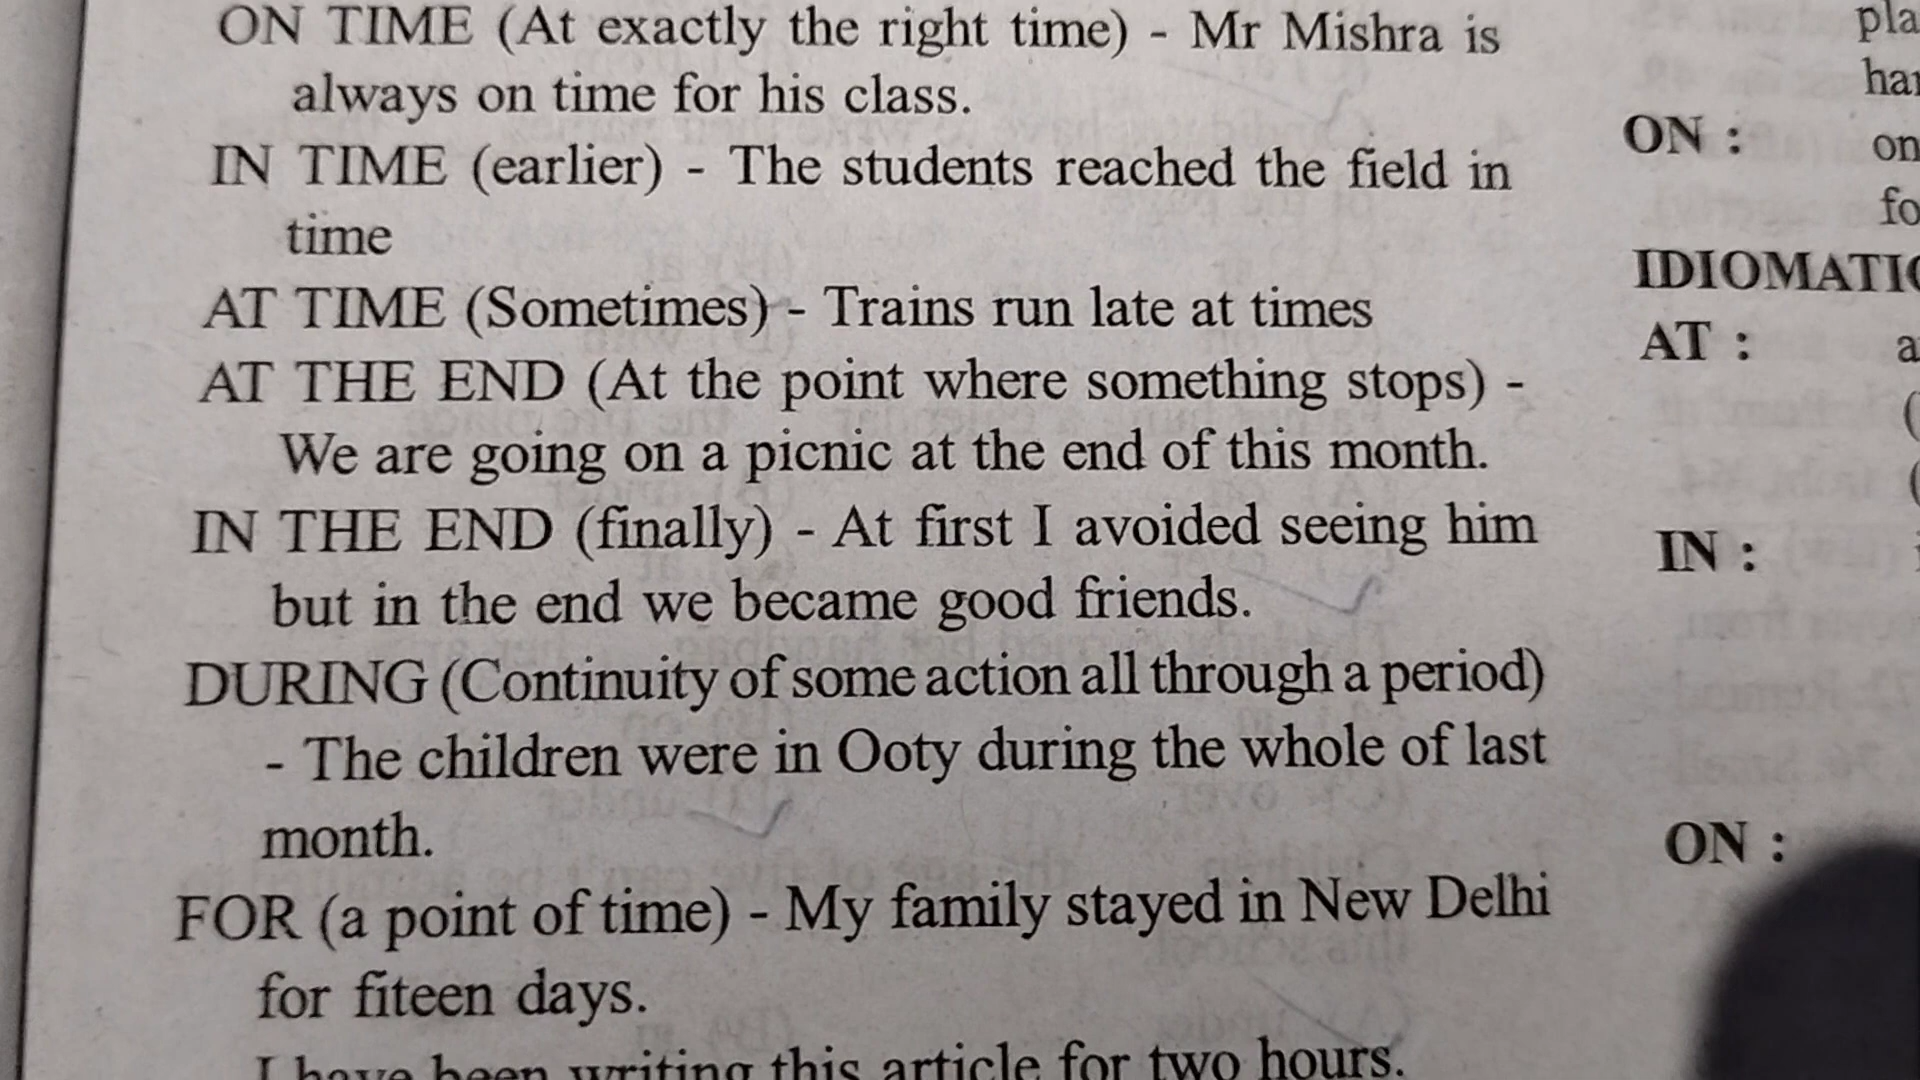 ON TIME (At exactly the right time) - Mr Mishra is
always on time for his class.
IN TIME (earlier) - The students reached the field in
time
AT TIME (Sometimes) - Trains run late at times
AT THE END (At the point where something stops) -
We are going on a picnic at the end of this month.
IN THE END (finally) - At first I avoided seeing him
but in the end we became good friends.
DURING (Continuity of some action all through a period)
- The children were in Ooty during the whole of last
month.
FOR (a point of time) - My family stayed in New Delhi
for fiteen days.
I have been writing this article for two hours.
ON : on
AT :
IN :
ON :